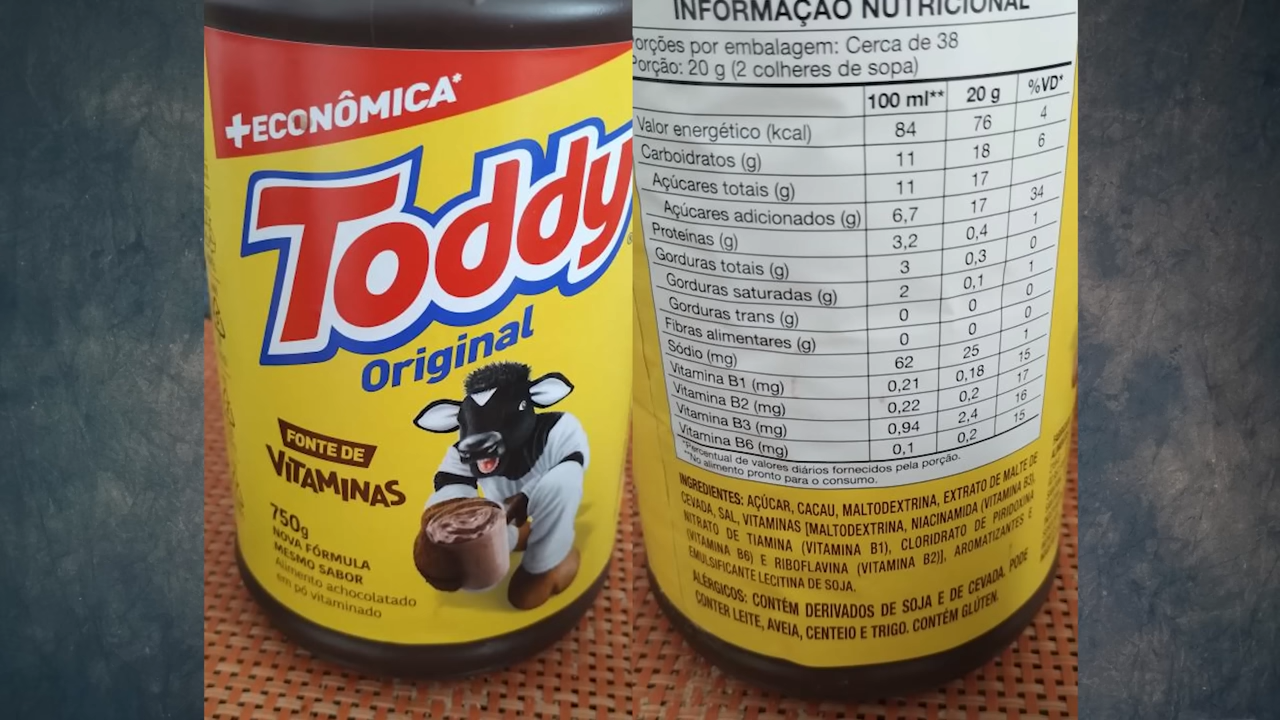 +ECONÔMICA*
Toddy
Original
FONTE DE
VITAMINAS
750g
NOVA FÓRMULA
MESMO SABOR
Alimento achocolatado
em pó vitaminado
INFORMAÇÃO NUTRICIONAL
orções por embalagem: Cerca de 38
Porção: 20 g (2 colheres de sopa)
100 ml** 20 g %VD*
Valor energético (kcal) 84 76 4
Carboidratos (g) 11 18 6
Açúcares totais (g) 11 17
Açúcares adicionados (g) 6,7 17 34
Proteínas (g) 3,2 0,4 1
Gorduras totais (g) 3 0,3 0
Gorduras saturadas (g) 2 0,1 1
Gorduras trans (g) 0 0 0
Fibras alimentares (g) 0 0 0
Sódio (mg) 62 25 1
Vitamina B1 (mg) 0,21 0,18 15
Vitamina B2 (mg) 0,22 0,2 17
Vitamina B3 (mg) 0,94 2,4 16
Vitamina B6 (mg) 0,1 0,2 15
*Percentual de valores diários fornecidos pela porção.
**No alimento pronto para o consumo.
INGREDIENTES: AÇÚCAR, CACAU, MALTODEXTRINA, EXTRATO DE MALTE DE
CEVADA, SAL, VITAMINAS [MALTODEXTRINA, NIACINAMIDA (VITAMINA B3),
NITRATO DE TIAMINA (VITAMINA B1), CLORIDRATO DE PIRIDOXINA
(VITAMINA B6) E RIBOFLAVINA (VITAMINA B2)], AROMATIZANTES E
EMULSIFICANTE LECITINA DE SOJA.
ALÉRGICOS: CONTÉM DERIVADOS DE SOJA E DE CEVADA. PODE
CONTER LEITE, AVEIA, CENTEIO E TRIGO. CONTÉM GLÚTEN.